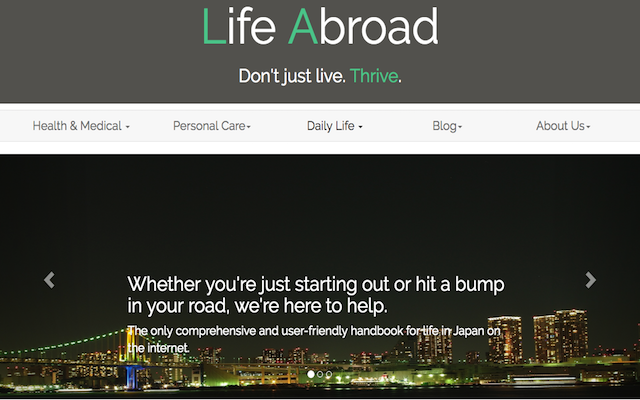 Life Abroad
Don't just live. Thrive.
Health & Medical
Personal Care
Daily Life
Blog
About Us
Whether you're just starting out or hit a bump
in your road, we're here to help.
The only comprehensive and user-friendly handbook for life in Japan on
the internet.